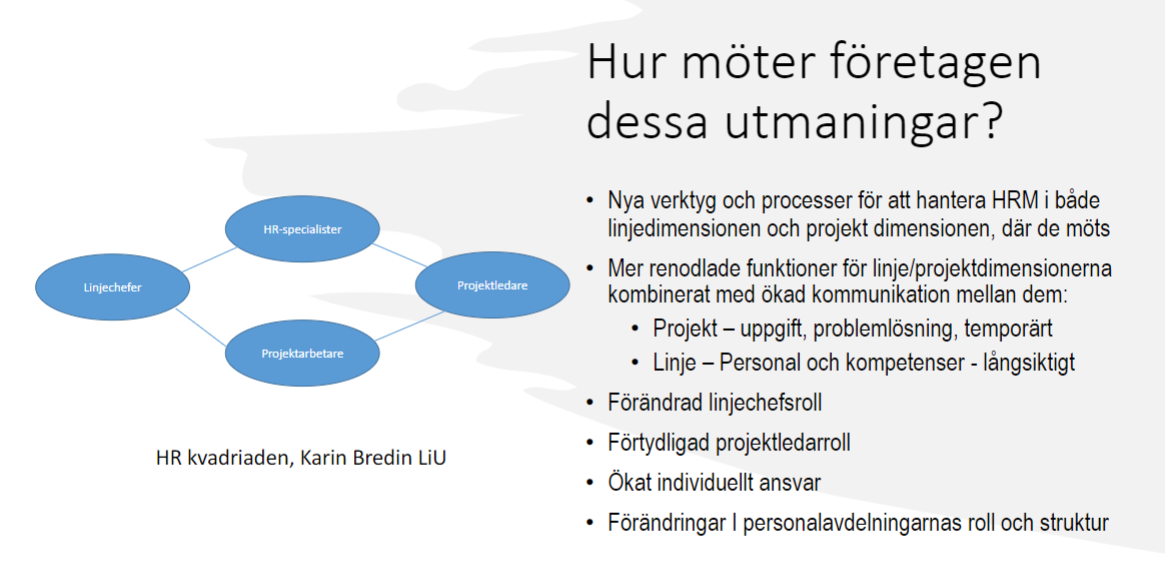 Hur möter företagen
dessa utmaningar?
HR-specialister
Linjechefer
Projektledare
Projektarbetare
HR kvadriaden, Karin Bredin LiU
• Nya verktyg och processer för att hantera HRM i både
linjedimensionen och projekt dimensionen, där de möts
• Mer renodlade funktioner för linje/projektdimensionerna
kombinerat med ökad kommunikation mellan dem:
• Projekt – uppgift, problemlösning, temporärt
• Linje – Personal och kompetenser - långsiktigt
• Förändrad linjechefsroll
• Förtydligad projektledarroll
• Ökat individuellt ansvar
• Förändringar I personalavdelningarnas roll och struktur